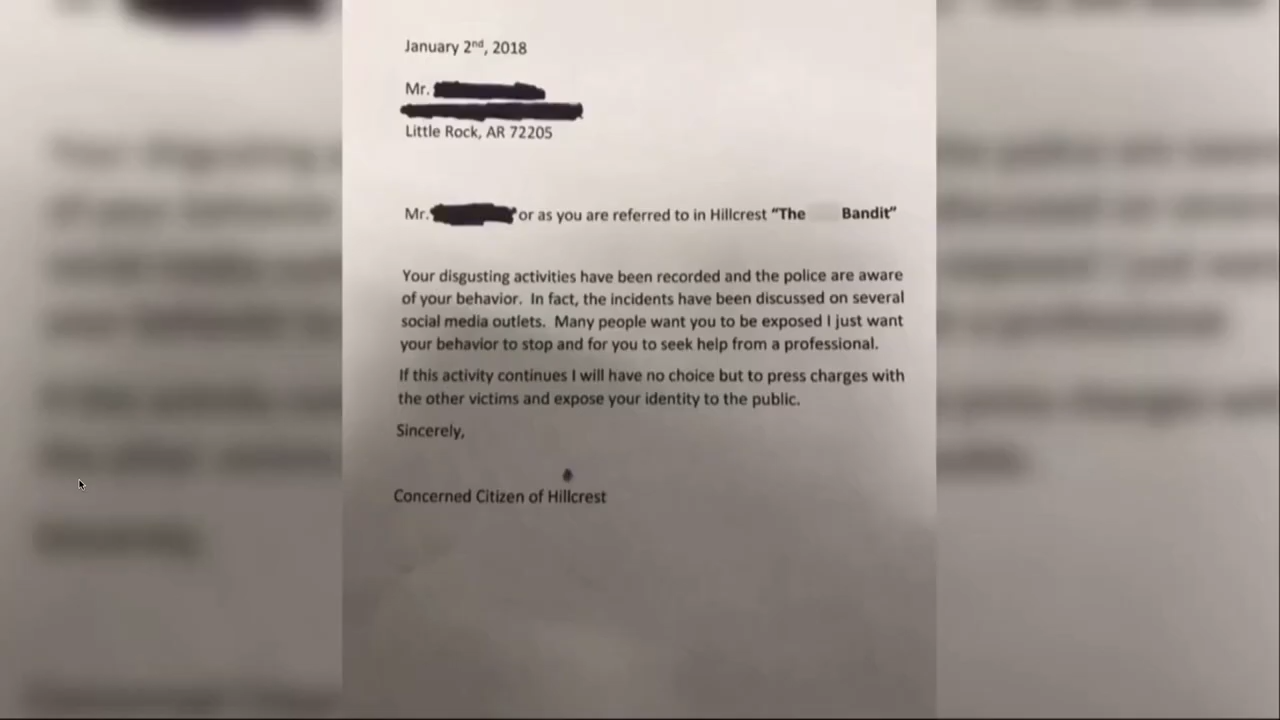 January 2nd, 2018
Mr.
Little Rock, AR 72205
Mr. or as you are referred to in Hillcrest "The Bandit"
Your disgusting activities have been recorded and the police are aware
of your behavior. In fact, the incidents have been discussed on several
social media outlets. Many people want you to be exposed I just want
your behavior to stop and for you to seek help from a professional.
If this activity continues I will have no choice but to press charges with
the other victims and expose your identity to the public.
Sincerely,
Concerned Citizen of Hillcrest